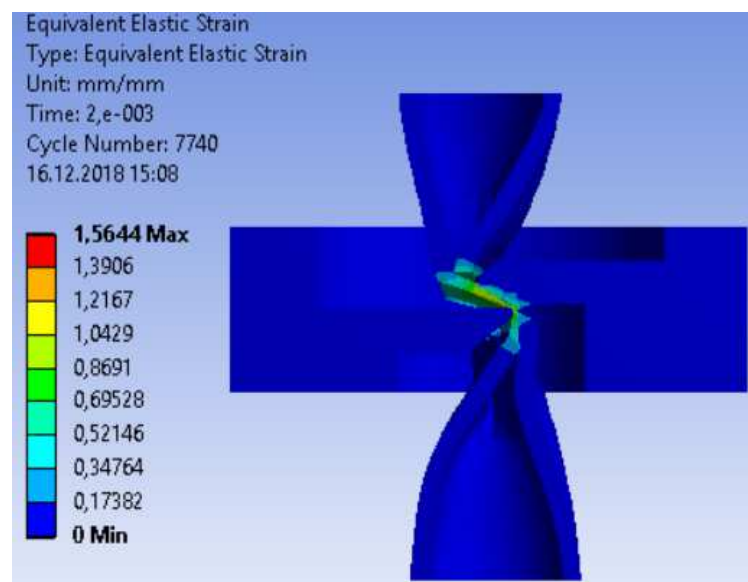 Equivalent Elastic Strain
Type: Equivalent Elastic Strain
Unit: mm/mm
Time: 2,e-003
Cycle Number: 7740
16.12.2018 15:08
1,5644 Max
1,3906
1,2167
1,0429
0,8691
0,69528
0,52146
0,34764
0,17382
0 Min